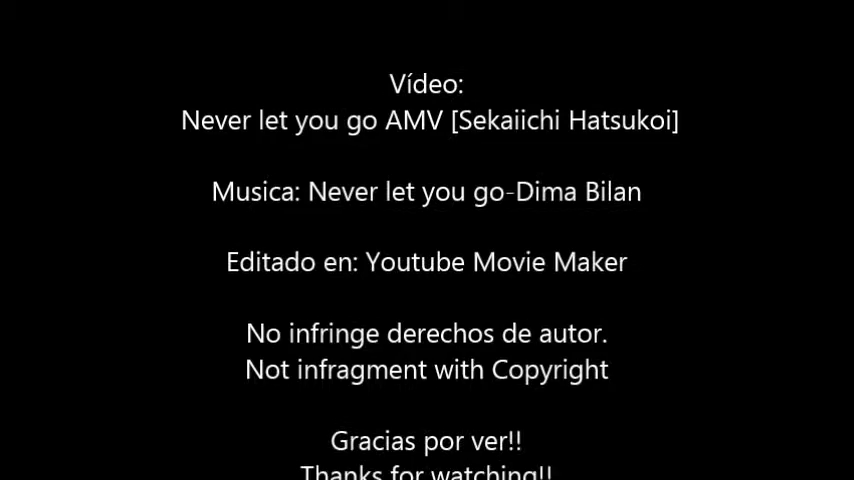 Vídeo:
Never let you go AMV [Sekaiichi Hatsukoi]
Musica: Never let you go-Dima Bilan
Editado en: Youtube Movie Maker
No infringe derechos de autor.
Not infragment with Copyright
Gracias por ver!!
Thanks for watching!!